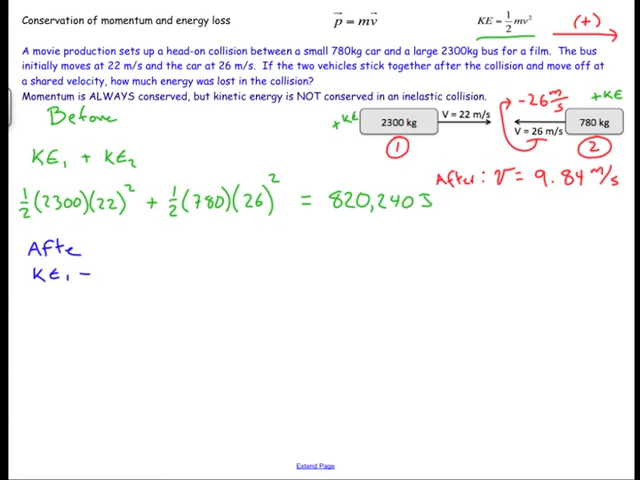 Conservation of momentum and energy loss
p = mv
KE = 1/2 mv²
(+)
A movie production sets up a head-on collision between a small 780kg car and a large 2300kg bus for a film. The bus
initially moves at 22 m/s and the car at 26 m/s. If the two vehicles stick together after the collision and move off at
a shared velocity, how much energy was lost in the collision?
Momentum is ALWAYS conserved, but kinetic energy is NOT conserved in an inelastic collision.
-26 m/s
+KE
Before
+KE
2300 kg
V = 22 m/s
V = 26 m/s
780 kg
1
2
KE₁ + KE₂
After: V = 9.84 m/s
1/2 (2300)(22)² + 1/2 (780)(26)² = 820,240 J
Afte
KE₁ -
Extend Page